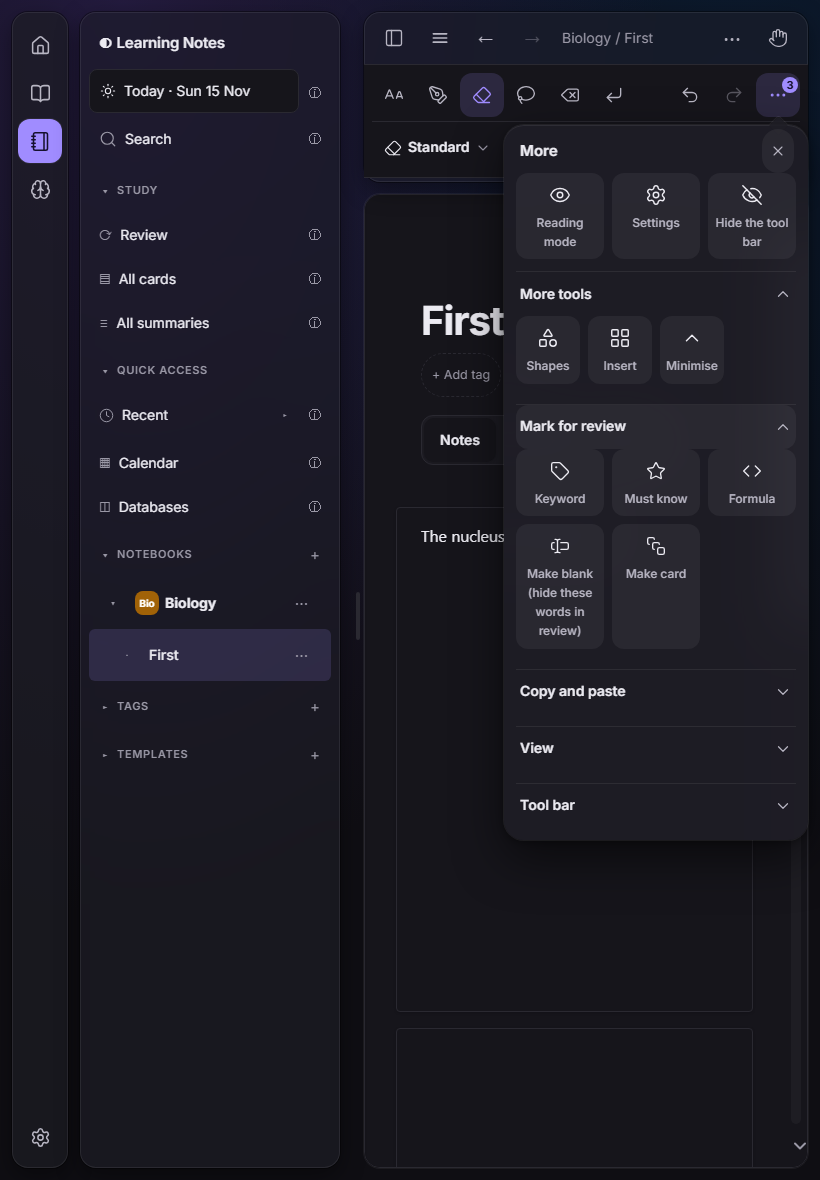 Learning Notes
Today · Sun 15 Nov
Search
STUDY
Review
All cards
All summaries
QUICK ACCESS
Recent
Calendar
Databases
NOTEBOOKS
Bio Biology
First
TAGS
TEMPLATES
Biology / First
AA
3
Standard
First
+ Add tag
Notes
The nucleus
More
Reading
mode
Settings
Hide the tool
bar
More tools
Shapes
Insert
Minimise
Mark for review
Keyword
Must know
Formula
Make blank
(hide these
words in
review)
Make card
Copy and paste
View
Tool bar